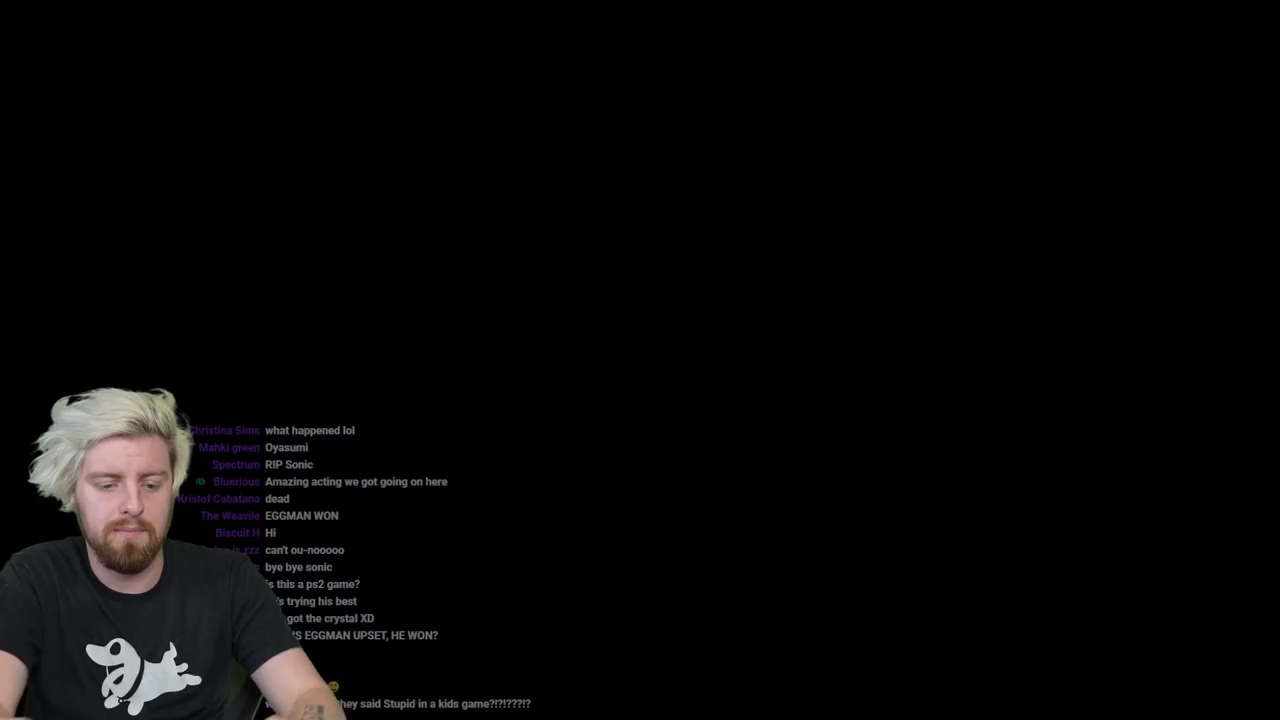 Christina Sims what happened lol
Mahki green Oyasumi
Spectrum RIP Sonic
Bluerious Amazing acting we got going on here
Kristof Cabatana dead
The Weavile EGGMAN WON
Biscuit H Hi
is zzz can't ou-nooooo
bye bye sonic
is this a ps2 game?
trying his best
got the crystal XD
EGGMAN UPSET, HE WON?
they said Stupid in a kids game?!?!???!?